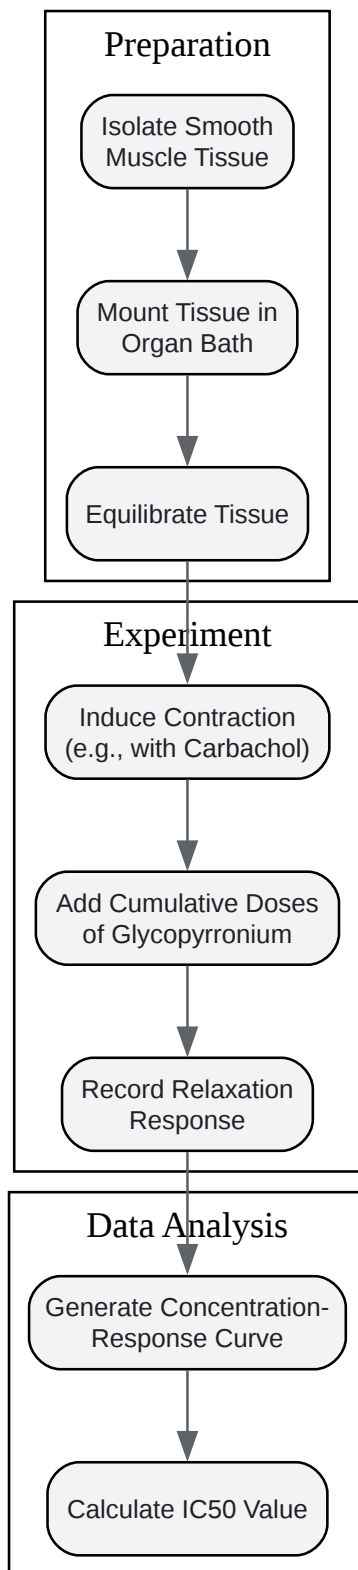 Preparation
Isolate Smooth
Muscle Tissue
Mount Tissue in
Organ Bath
Equilibrate Tissue
Experiment
Induce Contraction
(e.g., with Carbachol)
Add Cumulative Doses
of Glycopyrronium
Record Relaxation
Response
Data Analysis
Generate Concentration-
Response Curve
Calculate IC50 Value